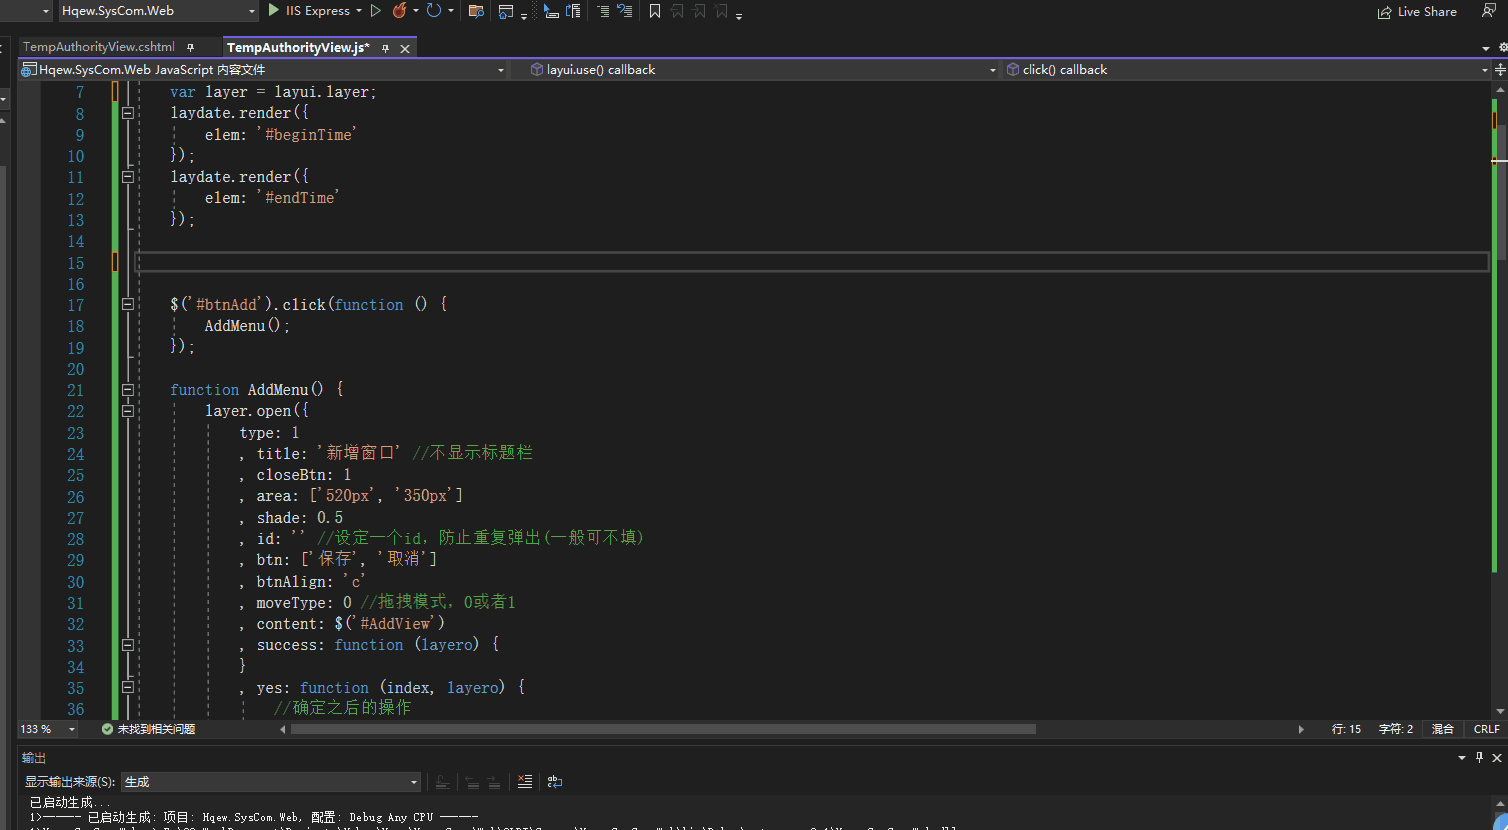 Hqew.SysCom.Web IIS Express Live Share
TempAuthorityView.cshtml TempAuthorityView.js*
Hqew.SysCom.Web JavaScript 内容文件 layui.use() callback click() callback
7 var layer = layui.layer;
8 laydate.render({
9 elem: '#beginTime'
10 });
11 laydate.render({
12 elem: '#endTime'
13 });
14
15
16
17 $('#btnAdd').click(function () {
18 AddMenu();
19 });
20
21 function AddMenu() {
22 layer.open({
23 type: 1
24 , title: '新增窗口' //不显示标题栏
25 , closeBtn: 1
26 , area: ['520px', '350px']
27 , shade: 0.5
28 , id: '' //设定一个id，防止重复弹出(一般可不填)
29 , btn: ['保存', '取消']
30 , btnAlign: 'c'
31 , moveType: 0 //拖拽模式，0或者1
32 , content: $('#AddView')
33 , success: function (layero) {
34 }
35 , yes: function (index, layero) {
36 //确定之后的操作
133 % 未找到相关问题 行: 15 字符: 2 混合 CRLF
输出
显示输出来源(S): 生成
已启动生成...
1>------ 已启动生成: 项目: Hqew.SysCom.Web, 配置: Debug Any CPU ------